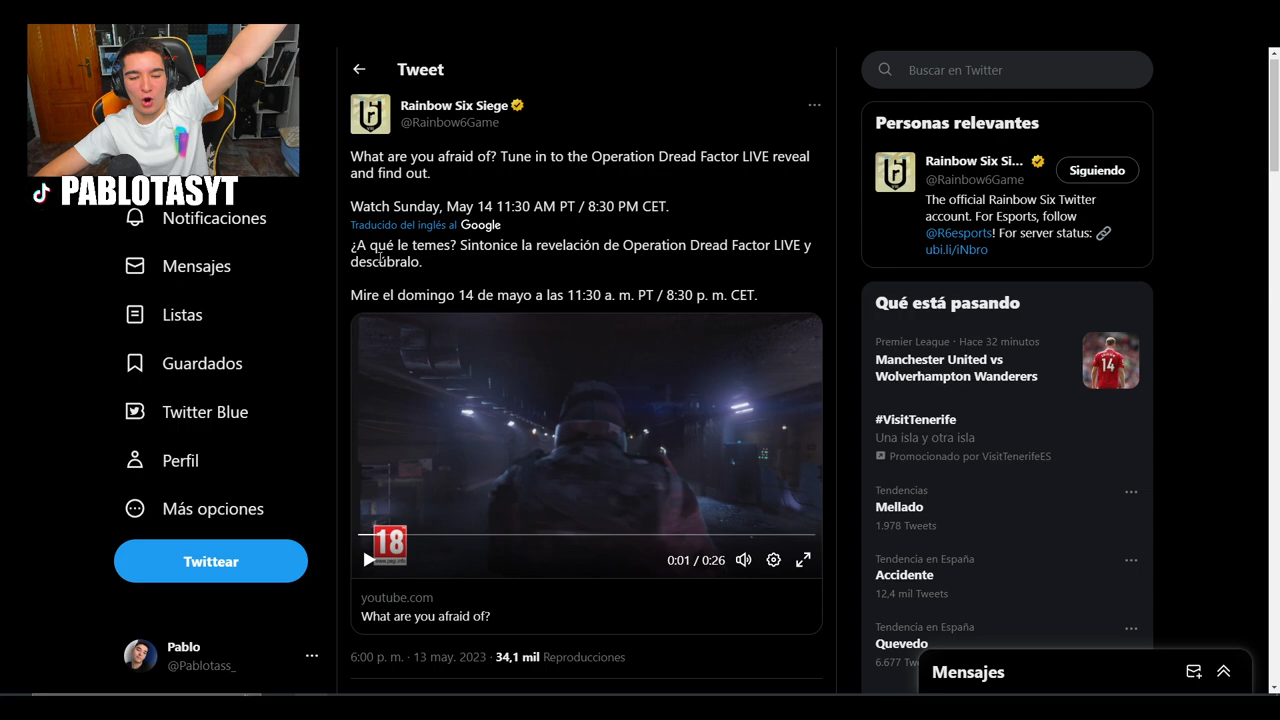 PABLOTASYT
Notificaciones
Mensajes
Listas
Guardados
Twitter Blue
Perfil
Más opciones
Twittear
Pablo
@Pablotass_
Tweet
Rainbow Six Siege
@Rainbow6Game
What are you afraid of? Tune in to the Operation Dread Factor LIVE reveal
and find out.
Watch Sunday, May 14 11:30 AM PT / 8:30 PM CET.
Traducido del inglés al Google
¿A qué le temes? Sintonice la revelación de Operation Dread Factor LIVE y
descúbralo.
Mire el domingo 14 de mayo a las 11:30 a. m. PT / 8:30 p. m. CET.
18
0:01 / 0:26
youtube.com
What are you afraid of?
6:00 p. m. · 13 may. 2023 · 34,1 mil Reproducciones
Buscar en Twitter
Personas relevantes
Rainbow Six Si...
@Rainbow6Game
Siguiendo
The official Rainbow Six Twitter
account. For Esports, follow
@R6esports! For server status: 🔗
ubi.li/iNbro
Qué está pasando
Premier League · Hace 32 minutos
Manchester United vs
Wolverhampton Wanderers
14
#VisitTenerife
Una isla y otra isla
Promocionado por VisitTenerifeES
Tendencias
Mellado
1.978 Tweets
Tendencia en España
Accidente
12,4 mil Tweets
Tendencia en España
Quevedo
6.677 Tw
Mensajes